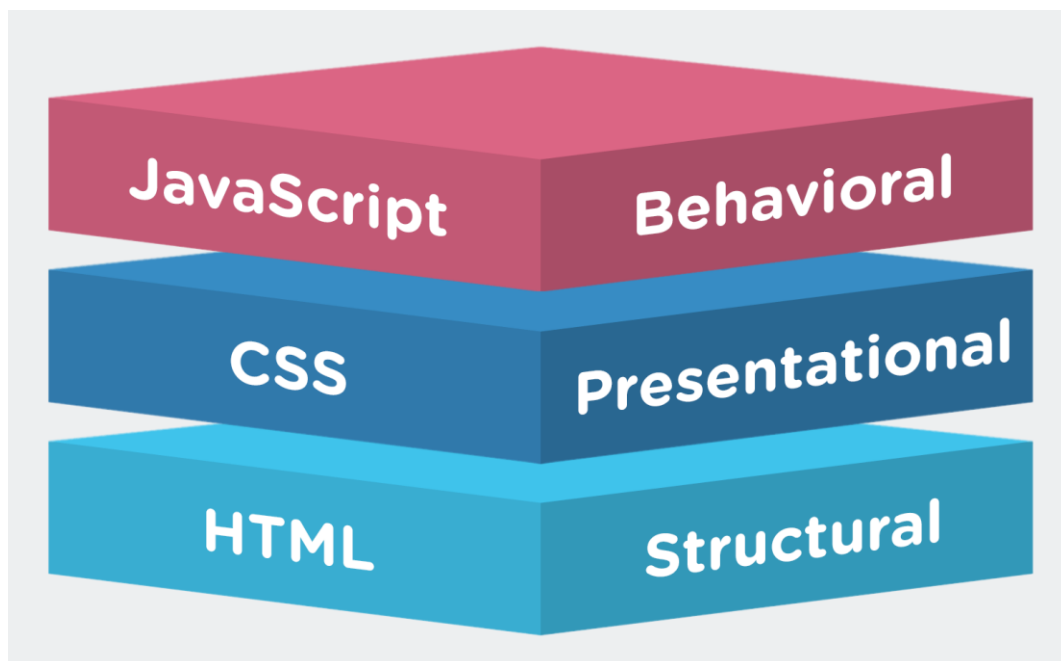 JavaScript
Behavioral
CSS
Presentational
HTML
Structural